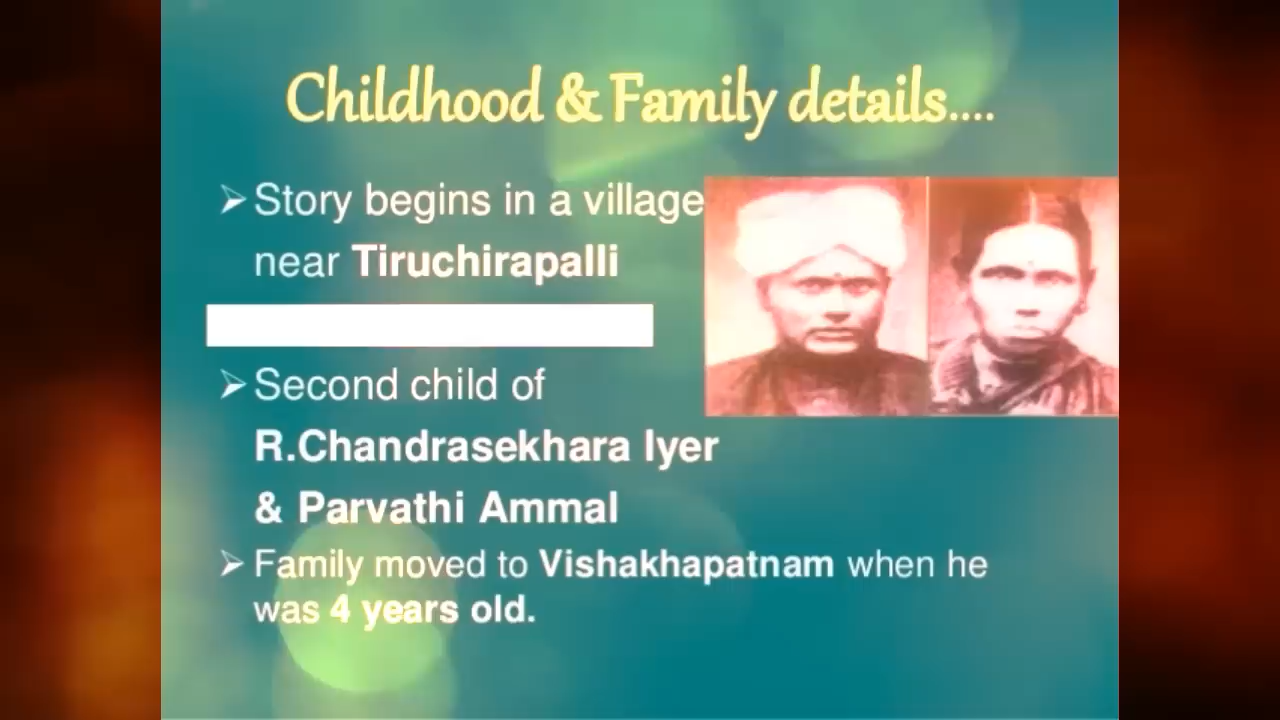 Childhood & Family details....
Story begins in a village
near Tiruchirapalli
Second child of
R.Chandrasekhara Iyer
& Parvathi Ammal
Family moved to Vishakhapatnam when he
was 4 years old.